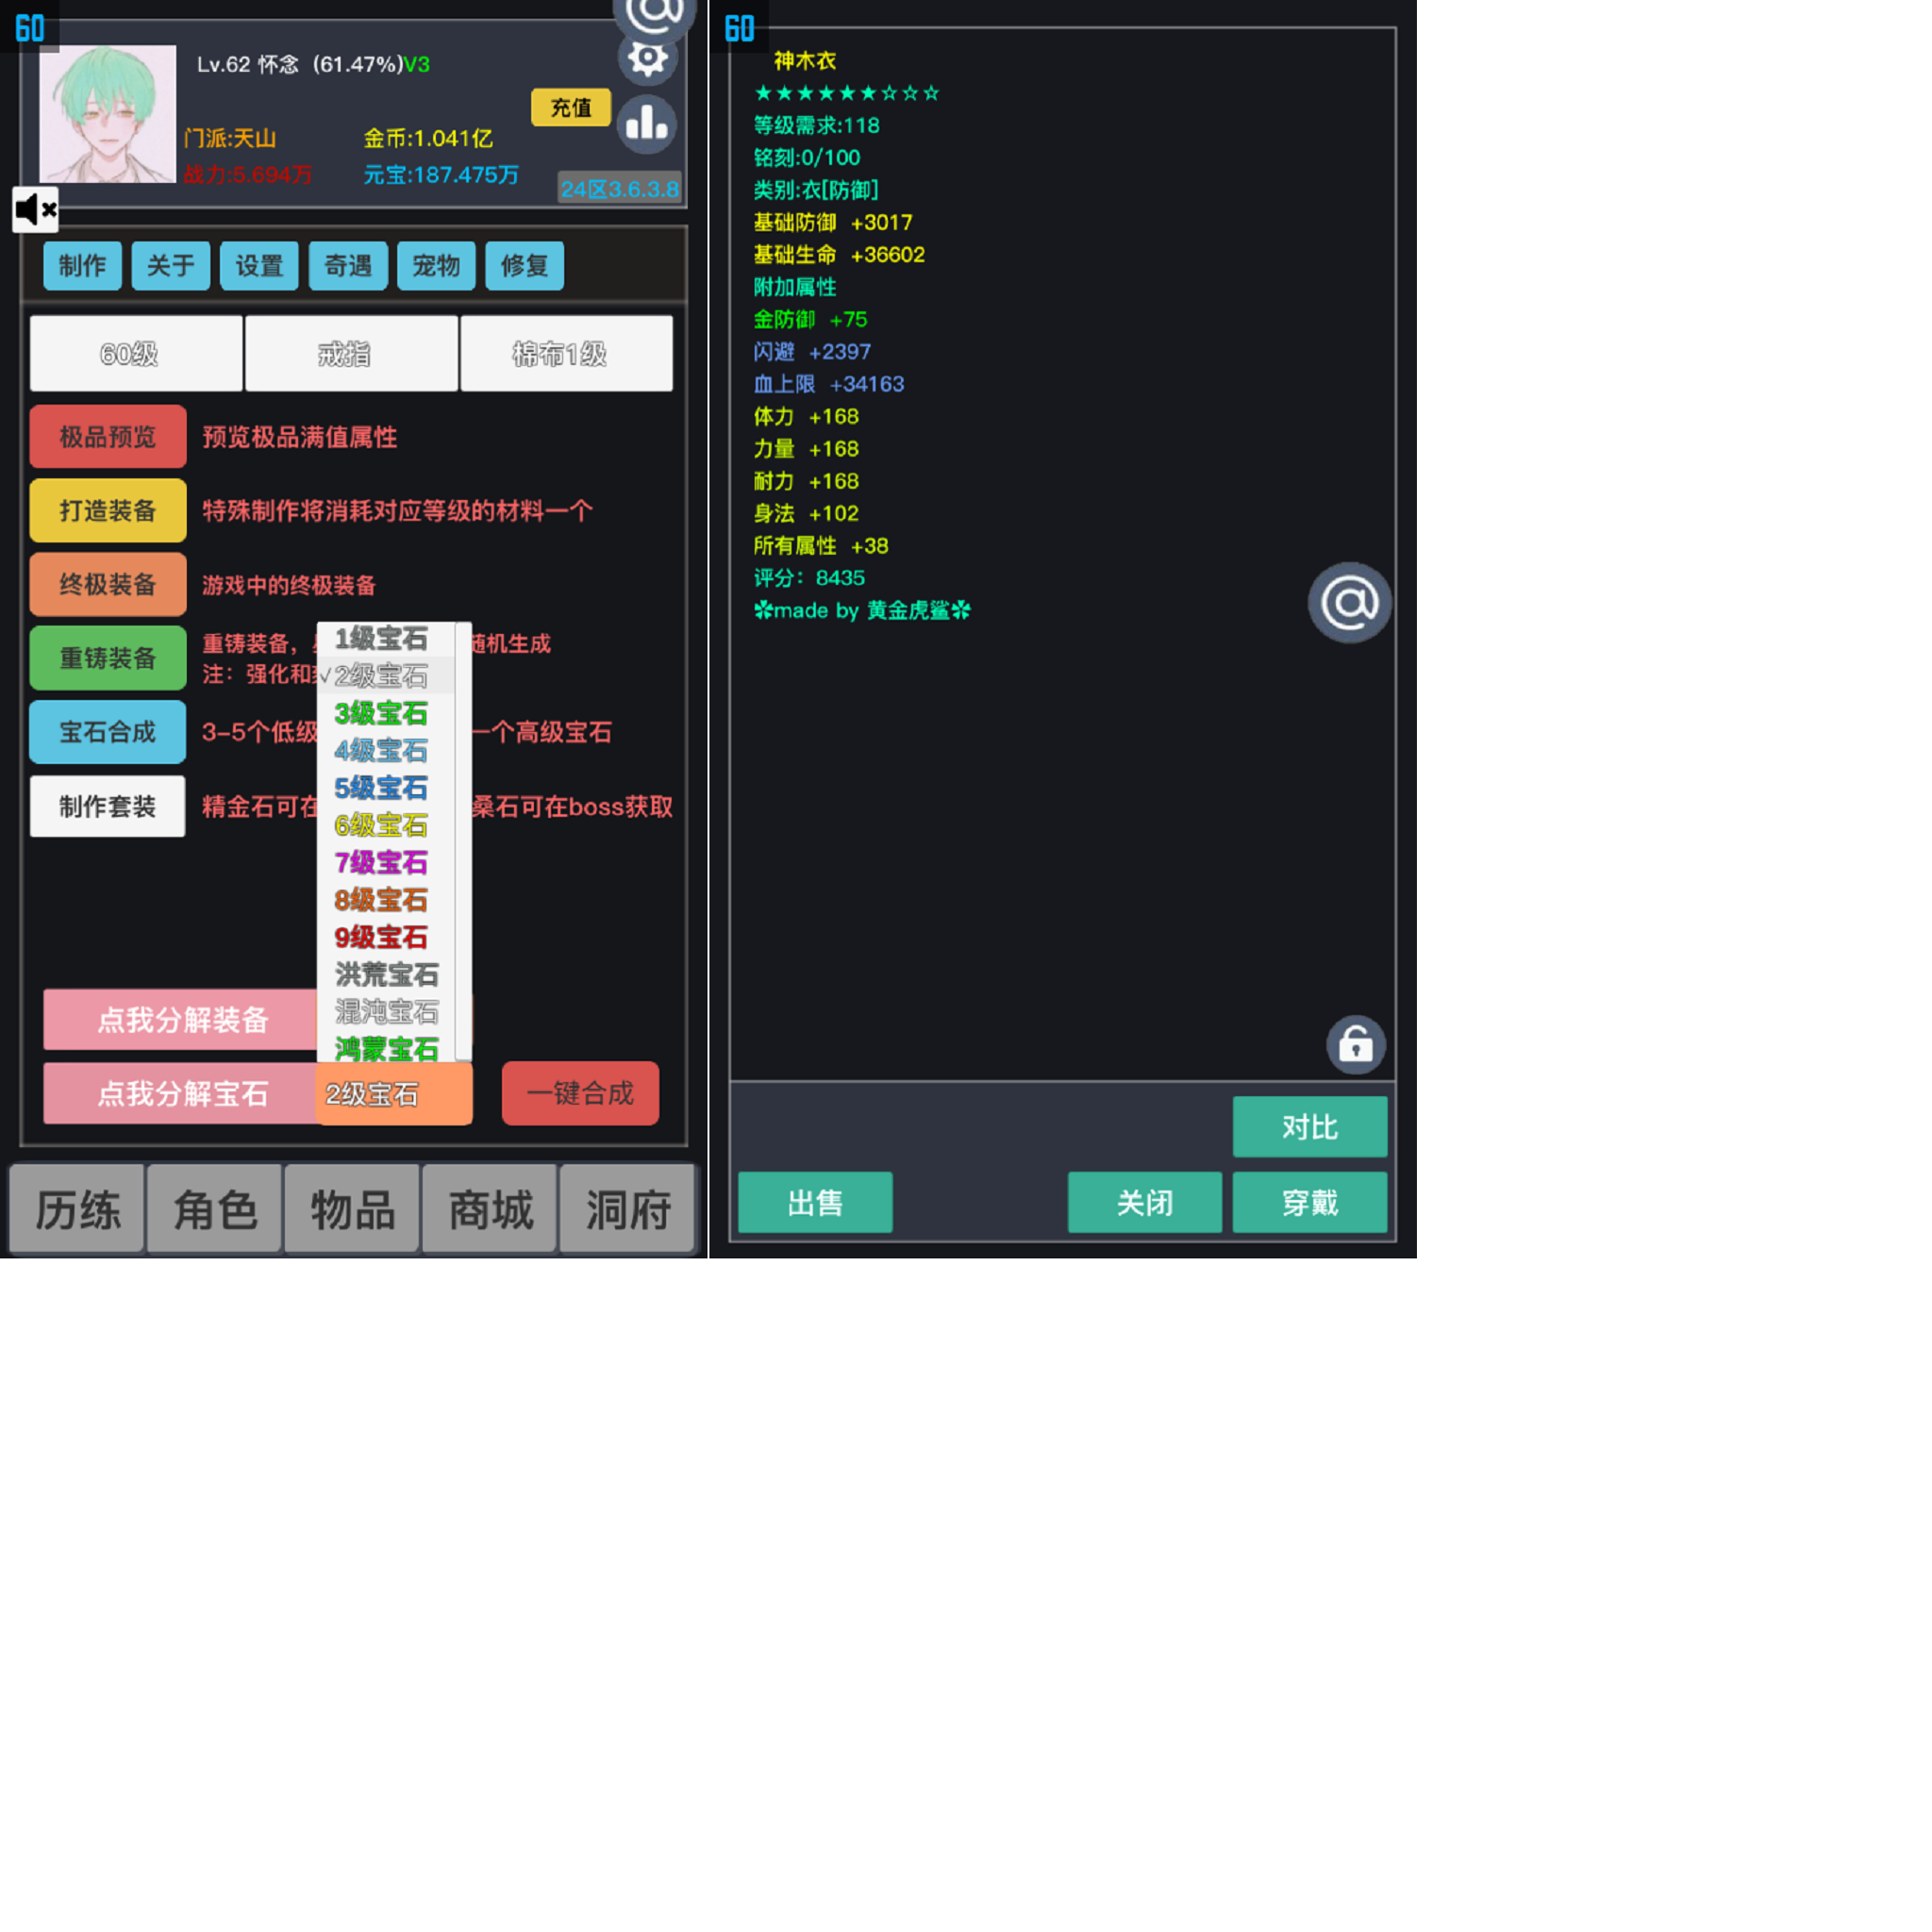 60
Lv.62 怀念 (61.47%)V3
充值
门派:天山 金币:1.041亿
战力:5.694万 元宝:187.475万
24区3.6.3.8
制作 关于 设置 奇遇 宠物 修复
60级 戒指 棉布1级
极品预览 预览极品满值属性
打造装备 特殊制作将消耗对应等级的材料一个
终极装备 游戏中的终极装备
重铸装备 重铸装备， 随机生成
注：强化和
宝石合成 3-5个低级 一个高级宝石
制作套装 精金石可在 桑石可在boss获取
1级宝石
✓2级宝石
3级宝石
4级宝石
5级宝石
6级宝石
7级宝石
8级宝石
9级宝石
洪荒宝石
混沌宝石
鸿蒙宝石
点我分解装备
点我分解宝石 2级宝石 一键合成
历练 角色 物品 商城 洞府
60
神木衣
★★★★★★☆☆☆
等级需求:118
铭刻:0/100
类别:衣[防御]
基础防御 +3017
基础生命 +36602
附加属性
金防御 +75
闪避 +2397
血上限 +34163
体力 +168
力量 +168
耐力 +168
身法 +102
所有属性 +38
评分：8435
✽made by 黄金虎鲨✽
@
对比
出售 关闭 穿戴